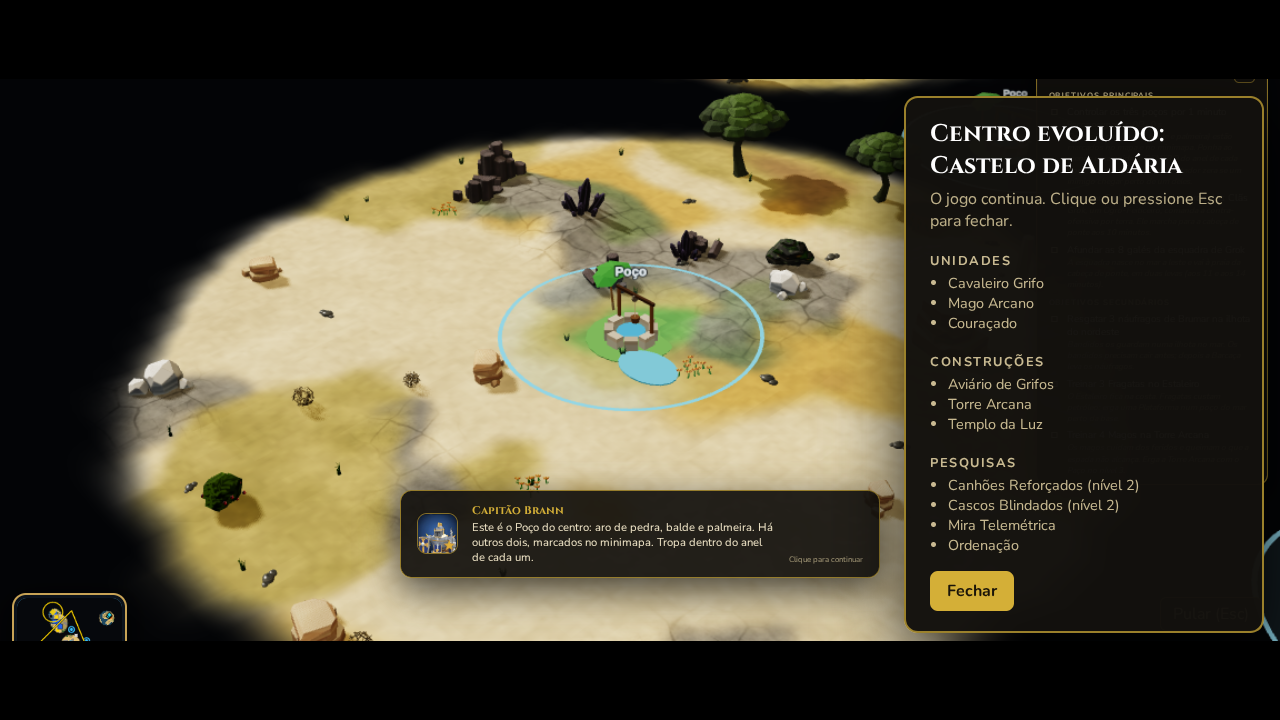 Poço
OBJETIVOS PRINCIPAIS
CENTRO EVOLUÍDO:
CASTELO DE ALDÁRIA
O jogo continua. Clique ou pressione Esc
para fechar.
UNIDADES
• Cavaleiro Grifo
• Mago Arcano
• Couraçado
CONSTRUÇÕES
• Aviário de Grifos
• Torre Arcana
• Templo da Luz
PESQUISAS
• Canhões Reforçados (nível 2)
• Cascos Blindados (nível 2)
• Mira Telemétrica
• Ordenação
Fechar
Poço
CAPITÃO BRANN
Este é o Poço do centro: aro de pedra, balde e palmeira. Há
outros dois, marcados no minimapa. Tropa dentro do anel
de cada um.
Clique para continuar